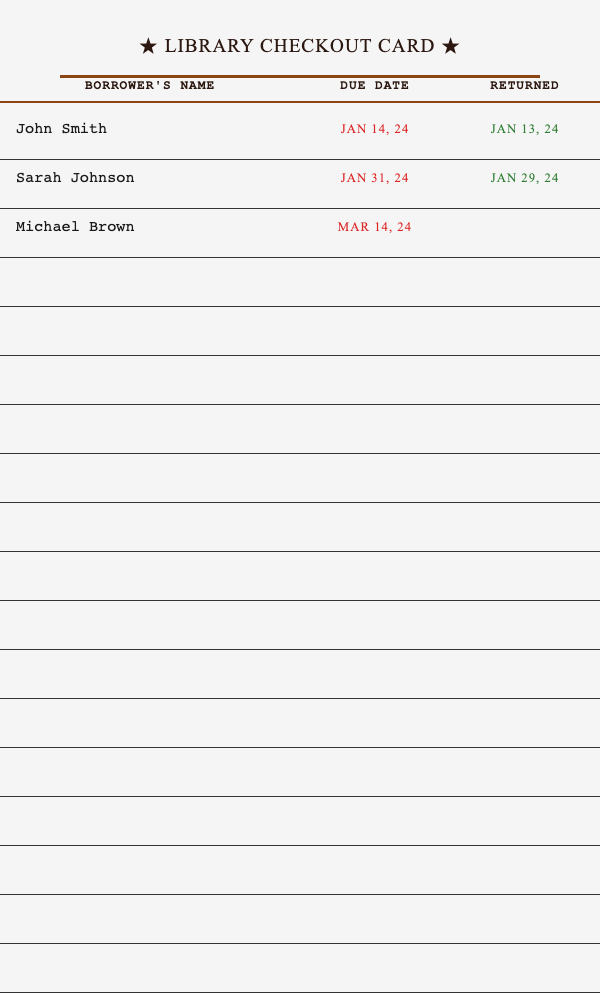 ★ LIBRARY CHECKOUT CARD ★
BORROWER'S NAME DUE DATE RETURNED
John Smith JAN 14, 24 JAN 13, 24
Sarah Johnson JAN 31, 24 JAN 29, 24
Michael Brown MAR 14, 24